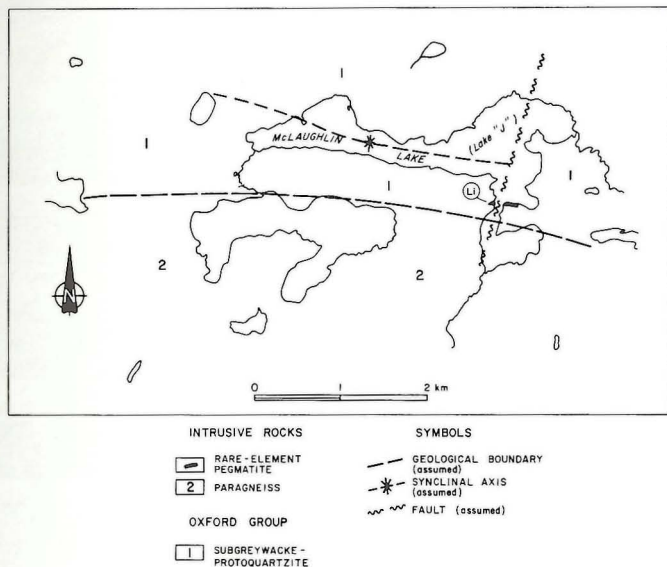 1
1
McLAUGHLIN
LAKE
(Lake "J")
1
1
Li
2
2
N
0 1 2 km
INTRUSIVE ROCKS
RARE-ELEMENT
PEGMATITE
2 PARAGNEISS
OXFORD GROUP
1 SUBGREYWACKE-
PROTOQUARTZITE
SYMBOLS
GEOLOGICAL BOUNDARY
(assumed)
SYNCLINAL AXIS
(assumed)
FAULT (assumed)